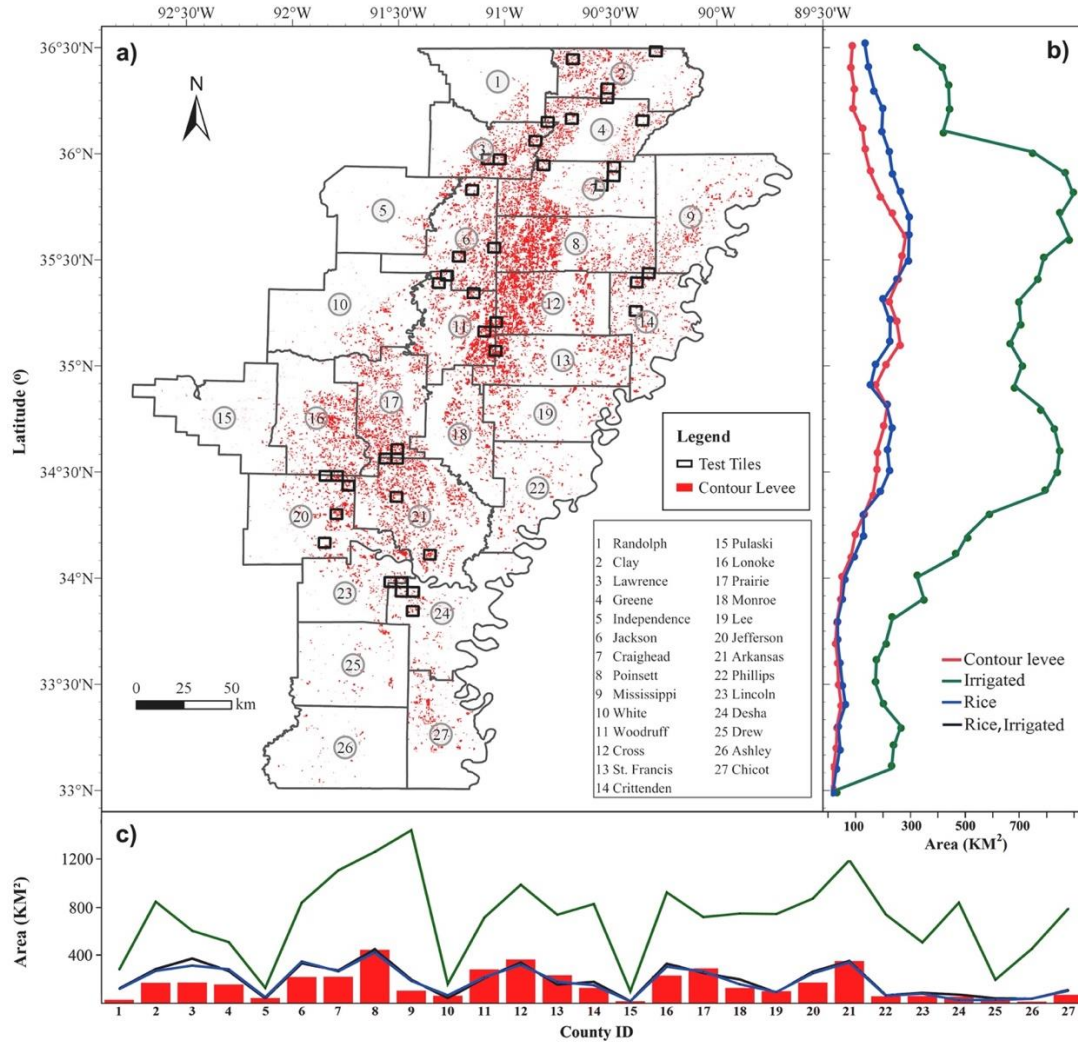 92°30'W 92°W 91°30'W 91°W 90°30'W 90°W 89°30'W
a)
N
b)
36°30'N
36°N
35°30'N
35°N
34°30'N
34°N
33°30'N
33°N
Latitude (º)
1
2
3
4
5
6
7
8
9
10
11
12
13
14
15
16
17
18
19
20
21
22
23
24
25
26
27
0 25 50
km
Legend
Test Tiles
Contour Levee
1 Randolph
2 Clay
3 Lawrence
4 Greene
5 Independence
6 Jackson
7 Craighead
8 Poinsett
9 Mississippi
10 White
11 Woodruff
12 Cross
13 St. Francis
14 Crittenden
15 Pulaski
16 Lonoke
17 Prairie
18 Monroe
19 Lee
20 Jefferson
21 Arkansas
22 Phillips
23 Lincoln
24 Desha
25 Drew
26 Ashley
27 Chicot
Contour levee
Irrigated
Rice
Rice, Irrigated
100 300 500 700
Area (KM²)
c)
1200
800
400
Area (KM²)
1 2 3 4 5 6 7 8 9 10 11 12 13 14 15 16 17 18 19 20 21 22 23 24 25 26 27
County ID